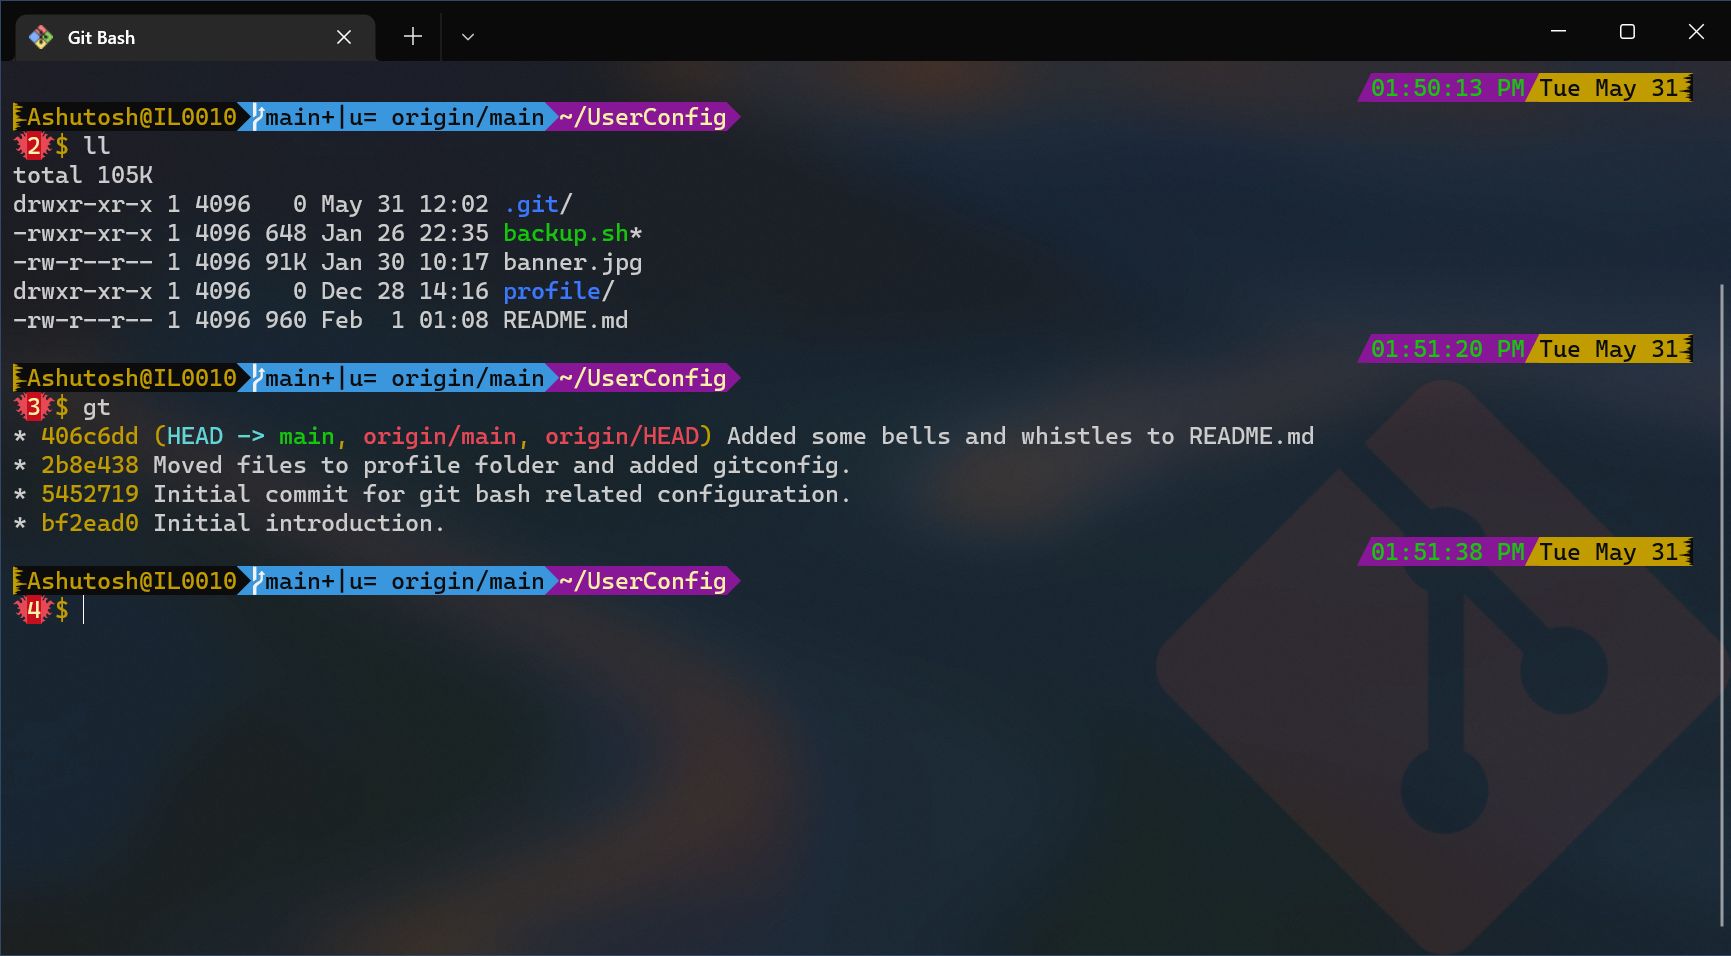 Git Bash
01:50:13 PM Tue May 31
Ashutosh@IL0010 main+|u= origin/main ~/UserConfig
2 $ ll
total 105K
drwxr-xr-x 1 4096   0 May 31 12:02 .git/
-rwxr-xr-x 1 4096 648 Jan 26 22:35 backup.sh*
-rw-r--r-- 1 4096 91K Jan 30 10:17 banner.jpg
drwxr-xr-x 1 4096   0 Dec 28 14:16 profile/
-rw-r--r-- 1 4096 960 Feb  1 01:08 README.md
01:51:20 PM Tue May 31
Ashutosh@IL0010 main+|u= origin/main ~/UserConfig
3 $ gt
* 406c6dd (HEAD -> main, origin/main, origin/HEAD) Added some bells and whistles to README.md
* 2b8e438 Moved files to profile folder and added gitconfig.
* 5452719 Initial commit for git bash related configuration.
* bf2ead0 Initial introduction.
01:51:38 PM Tue May 31
Ashutosh@IL0010 main+|u= origin/main ~/UserConfig
4 $